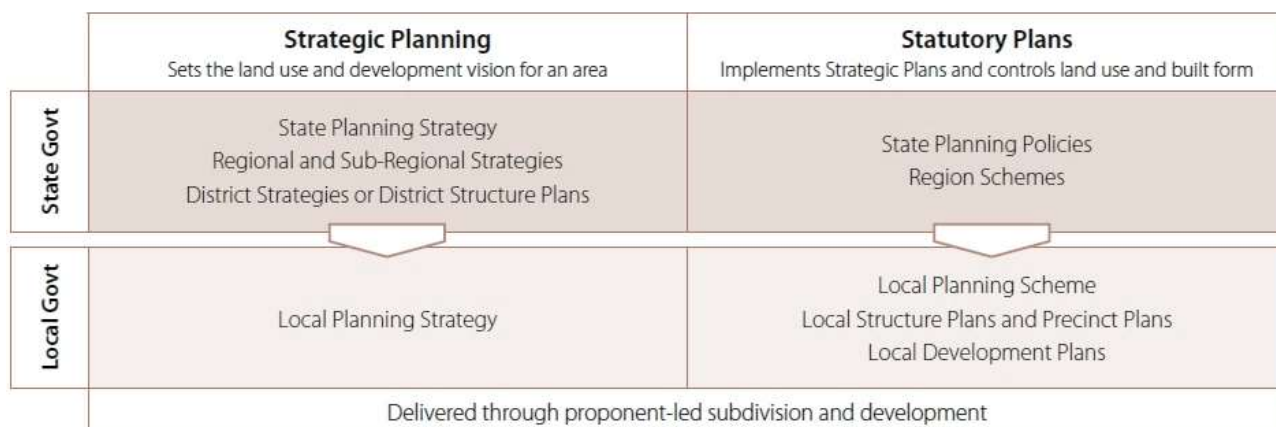 Strategic Planning
Sets the land use and development vision for an area
Statutory Plans
Implements Strategic Plans and controls land use and built form
State Govt
State Planning Strategy
Regional and Sub-Regional Strategies
District Strategies or District Structure Plans
State Planning Policies
Region Schemes
Local Govt
Local Planning Strategy
Local Planning Scheme
Local Structure Plans and Precinct Plans
Local Development Plans
Delivered through proponent-led subdivision and development